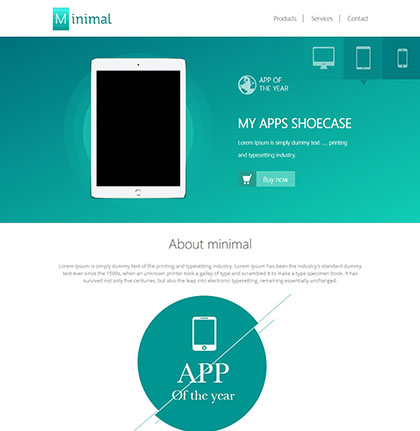 Minimal
Products | Services | Contact
APP OF
THE YEAR
MY APPS SHOECASE
Lorem Ipsum is simply dummy text .... printing
and typesetting industry.
Buy now
About minimal
Lorem Ipsum is simply dummy text of the printing and typesetting industry. Lorem Ipsum has been the industry's standard dummy
text ever since the 1500s, when an unknown printer took a galley of type and scrambled it to make a type specimen book. It has
survived not only five centuries, but also the leap into electronic typesetting, remaining essentially unchanged.
APP
Of the year